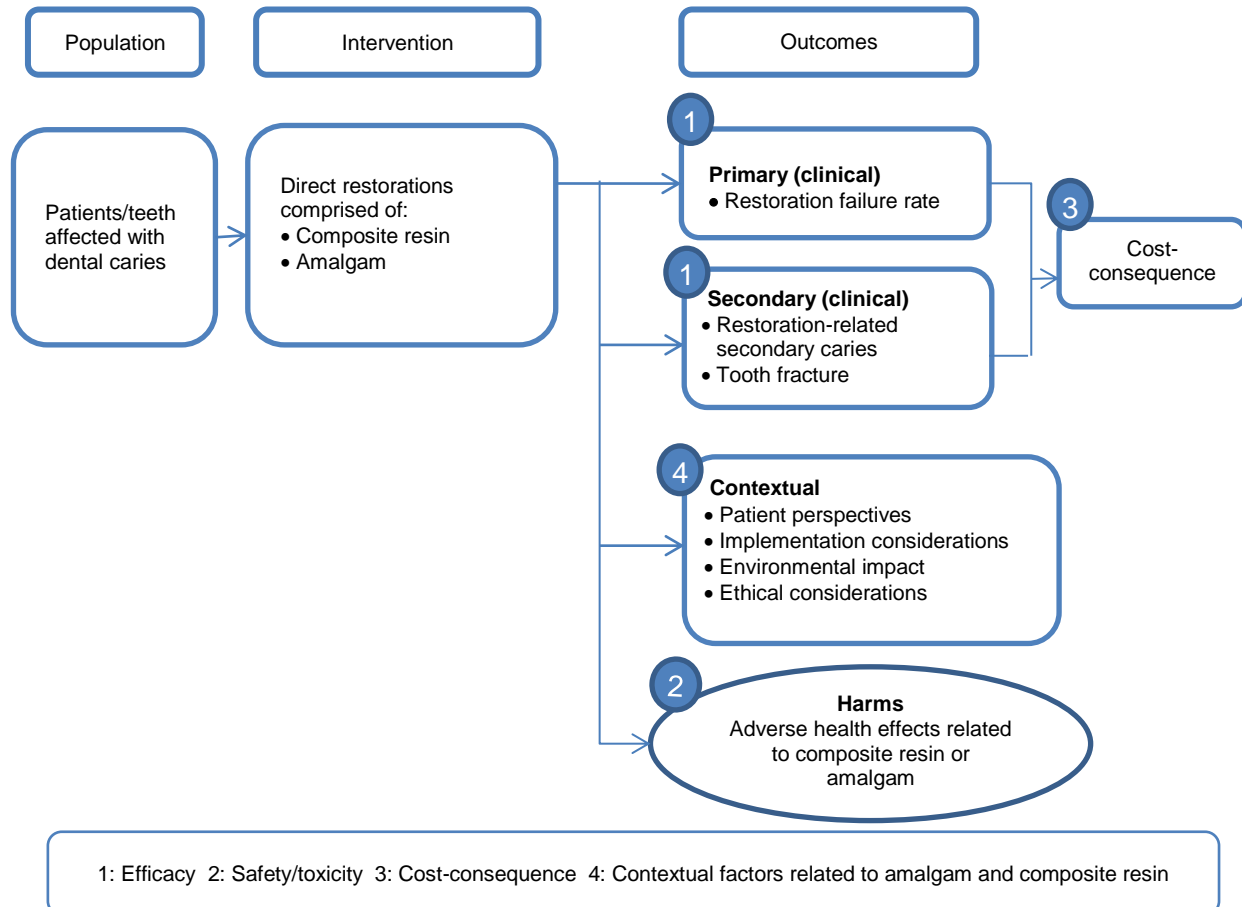 Population
Intervention
Outcomes
Patients/teeth
affected with
dental caries
Direct restorations
comprised of:
• Composite resin
• Amalgam
1
Primary (clinical)
• Restoration failure rate
1
Secondary (clinical)
• Restoration-related
secondary caries
• Tooth fracture
3
Cost-
consequence
4
Contextual
• Patient perspectives
• Implementation considerations
• Environmental impact
• Ethical considerations
2
Harms
Adverse health effects related
to composite resin or
amalgam
1: Efficacy 2: Safety/toxicity 3: Cost-consequence 4: Contextual factors related to amalgam and composite resin